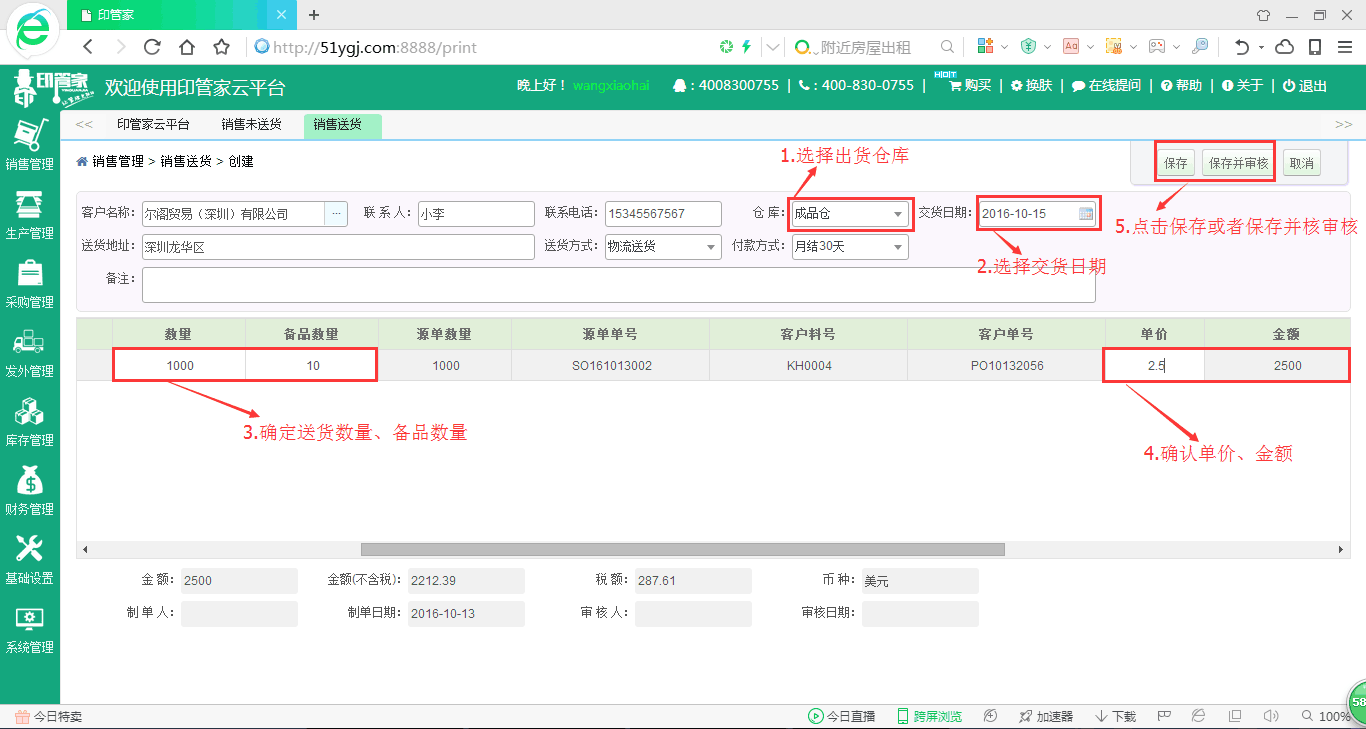 印管家
http://51ygj.com:8888/print
附近房屋出租
印管家
欢迎使用印管家云平台
晚上好！ wangxiaohai
: 4008300755 | : 400-830-0755 | HOT 购买 | 换肤 | 在线提问 | 帮助 | 关于 | 退出
<< 印管家云平台 销售未送货 销售送货 >>
销售管理 > 销售送货 > 创建
保存 保存并审核 取消
1.选择出货仓库
5.点击保存或者保存并核审核
客户名称: 尔阁贸易（深圳）有限公司 ... 联 系 人: 小李 联系电话: 15345567567 仓 库: 成品仓 交货日期: 2016-10-15
送货地址: 深圳龙华区 送货方式: 物流送货 付款方式: 月结30天
2.选择交货日期
备注:
数量 备品数量 源单数量 源单单号 客户料号 客户单号 单价 金额
1000 10 1000 SO161013002 KH0004 PO10132056 2.5 2500
3.确定送货数量、备品数量
4.确认单价、金额
金 额: 2500 金额(不含税): 2212.39 税 额: 287.61 币 种: 美元
制 单 人: 制单日期: 2016-10-13 审 核 人: 审核日期:
销售管理
生产管理
采购管理
发外管理
库存管理
财务管理
基础设置
系统管理
今日特卖 今日直播 跨屏浏览 加速器 下载 100%
58